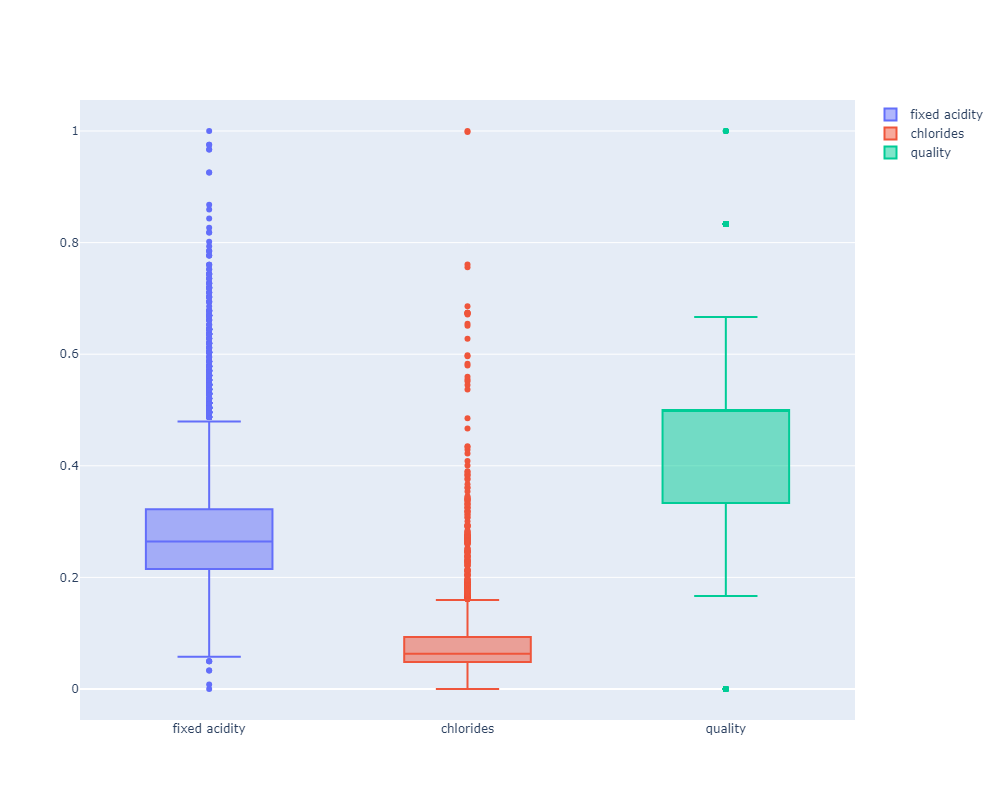 fixed acidity
chlorides
quality
1
0.8
0.6
0.4
0.2
0
fixed acidity
chlorides
quality